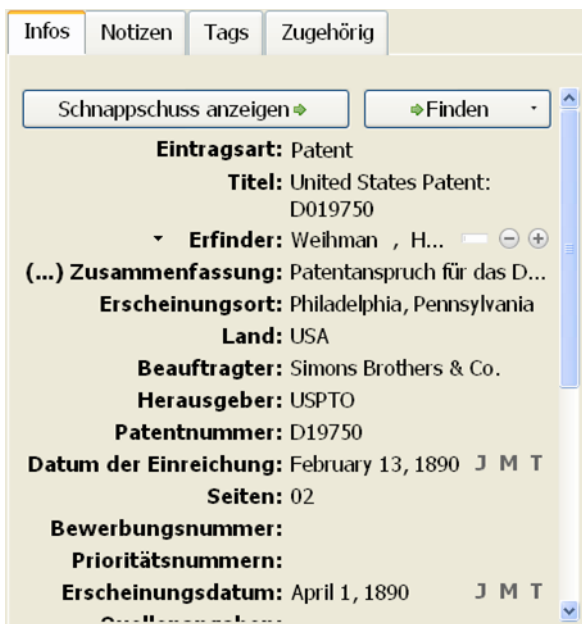 Infos Notizen Tags Zugehörig
Schnappschuss anzeigen Finden
Eintragsart: Patent
Titel: United States Patent:
D019750
Erfinder: Weihman , H...
(...) Zusammenfassung: Patentanspruch für das D...
Erscheinungsort: Philadelphia, Pennsylvania
Land: USA
Beauftragter: Simons Brothers & Co.
Herausgeber: USPTO
Patentnummer: D19750
Datum der Einreichung: February 13, 1890 J M T
Seiten: 02
Bewerbungsnummer:
Prioritätsnummern:
Erscheinungsdatum: April 1, 1890 J M T